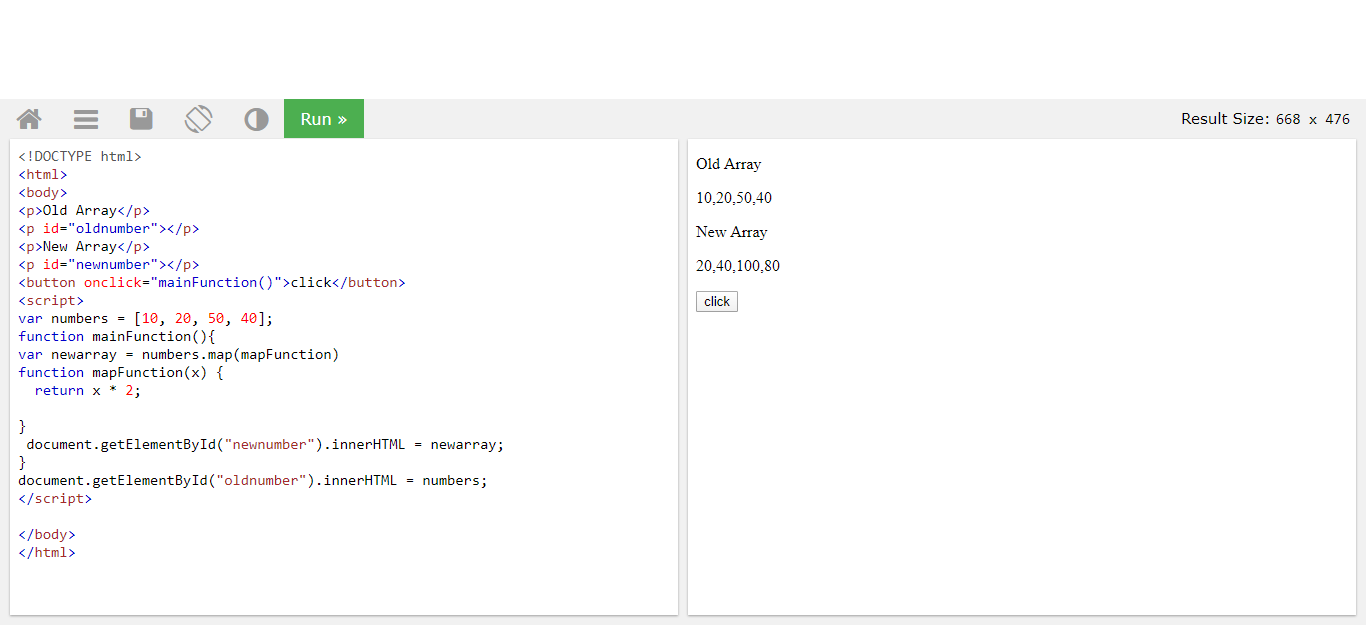 Run »
Result Size: 668 x 476
<!DOCTYPE html>
<html>
<body>
<p>Old Array</p>
<p id="oldnumber"></p>
<p>New Array</p>
<p id="newnumber"></p>
<button onclick="mainFunction()">click</button>
<script>
var numbers = [10, 20, 50, 40];
function mainFunction(){
var newarray = numbers.map(mapFunction)
function mapFunction(x) {
  return x * 2;

}
 document.getElementById("newnumber").innerHTML = newarray;
}
document.getElementById("oldnumber").innerHTML = numbers;
</script>

</body>
</html>
Old Array
10,20,50,40
New Array
20,40,100,80
click